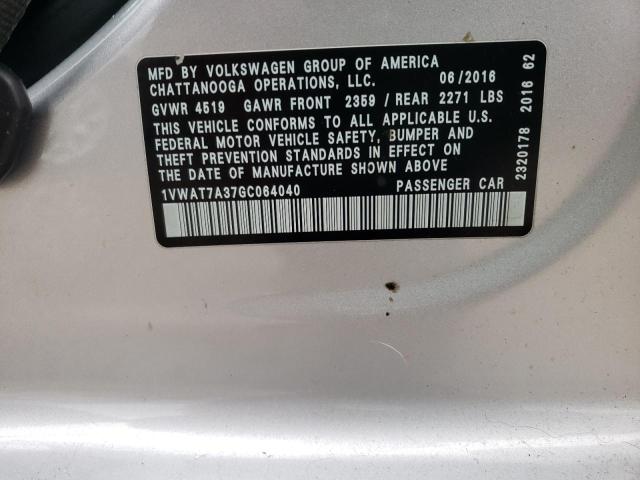 MFD BY VOLKSWAGEN GROUP OF AMERICA
CHATTANOOGA OPERATIONS, LLC. 06/2016
GVWR 4519 GAWR FRONT 2359 / REAR 2271 LBS
THIS VEHICLE CONFORMS TO ALL APPLICABLE U.S.
FEDERAL MOTOR VEHICLE SAFETY, BUMPER AND
THEFT PREVENTION STANDARDS IN EFFECT ON
THE DATE OF MANUFACTURE SHOWN ABOVE
1VWAT7A37GC064040 PASSENGER CAR
2320178 2016 62